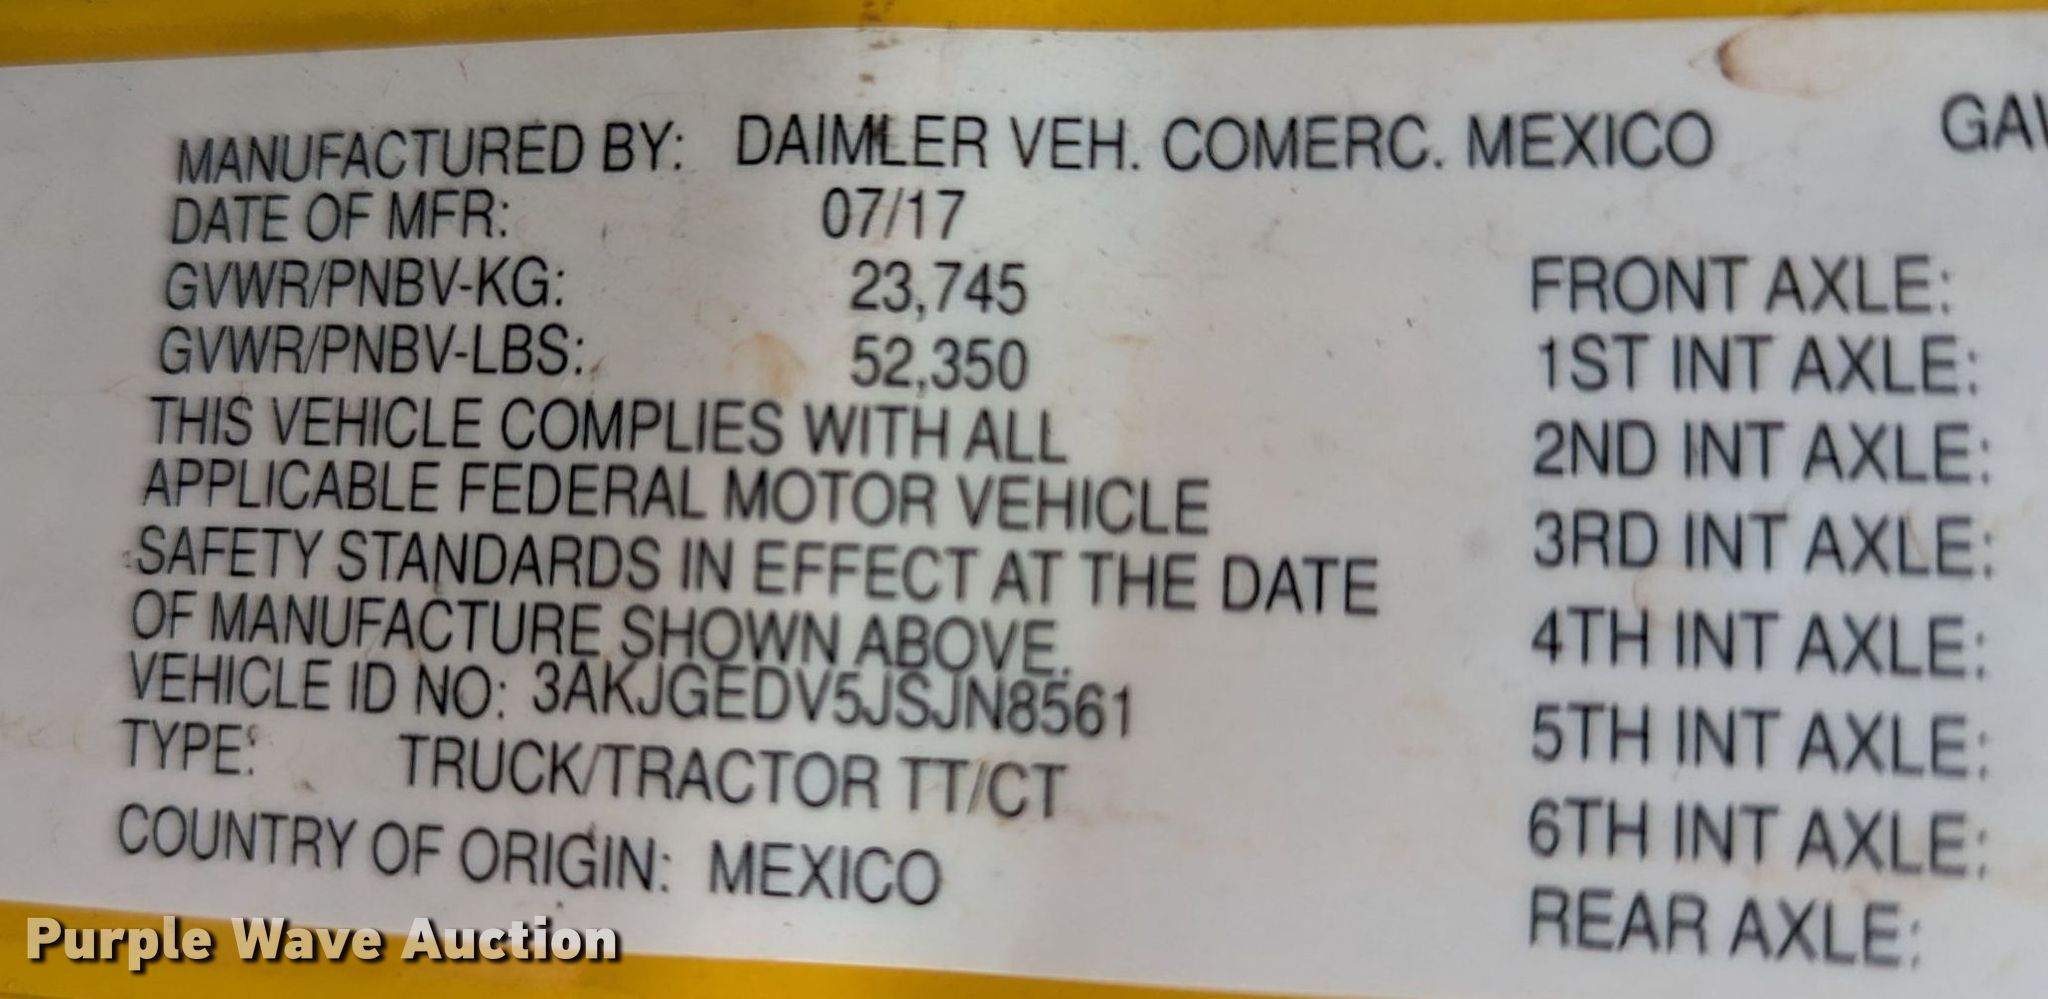 MANUFACTURED BY: DAIMLER VEH. COMERC. MEXICO
DATE OF MFR: 07/17
GVWR/PNBV-KG: 23,745
GVWR/PNBV-LBS: 52,350
THIS VEHICLE COMPLIES WITH ALL
APPLICABLE FEDERAL MOTOR VEHICLE
SAFETY STANDARDS IN EFFECT AT THE DATE
OF MANUFACTURE SHOWN ABOVE.
VEHICLE ID NO: 3AKJGEDV5JSJN8561
TYPE: TRUCK/TRACTOR TT/CT
COUNTRY OF ORIGIN: MEXICO
FRONT AXLE:
1ST INT AXLE:
2ND INT AXLE:
3RD INT AXLE:
4TH INT AXLE:
5TH INT AXLE:
6TH INT AXLE:
REAR AXLE:
Purple Wave Auction